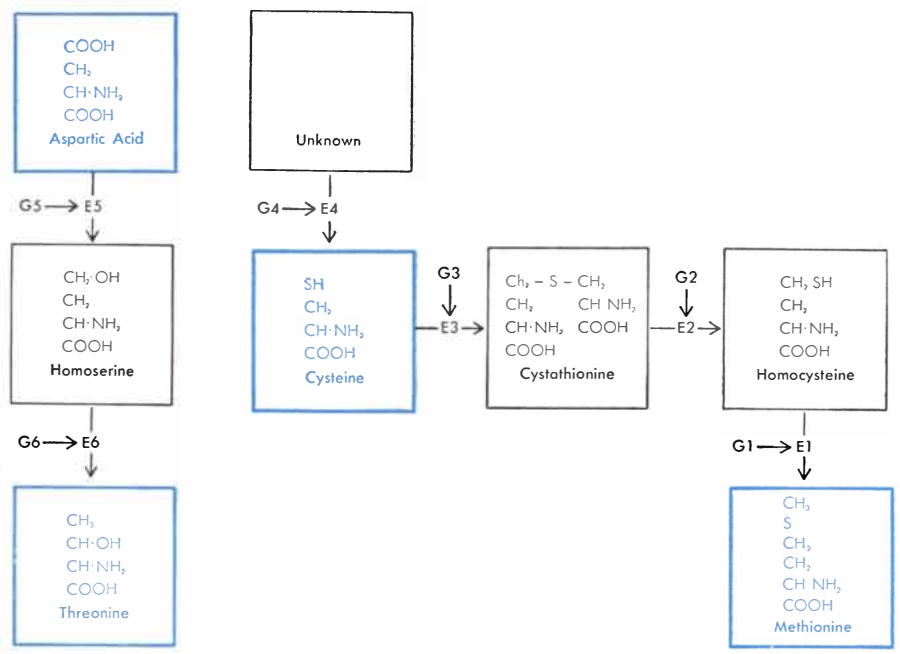 COOH
CH₂
CH·NH₂
COOH
Aspartic Acid
G5 → E5
CH₂·OH
CH₂
CH·NH₂
COOH
Homoserine
G6 → E6
CH₃
CH·OH
CH·NH₂
COOH
Threonine
Unknown
G4 → E4
SH
CH₂
CH·NH₂
COOH
Cysteine
G3
E3
Ch₂ – S – CH₂
CH₂ CH NH₂
CH·NH₂ COOH
COOH
Cystathionine
G2
E2
CH₂ SH
CH₂
CH·NH₂
COOH
Homocysteine
G1 → E1
CH₃
S
CH₂
CH₂
CH NH₂
COOH
Methionine